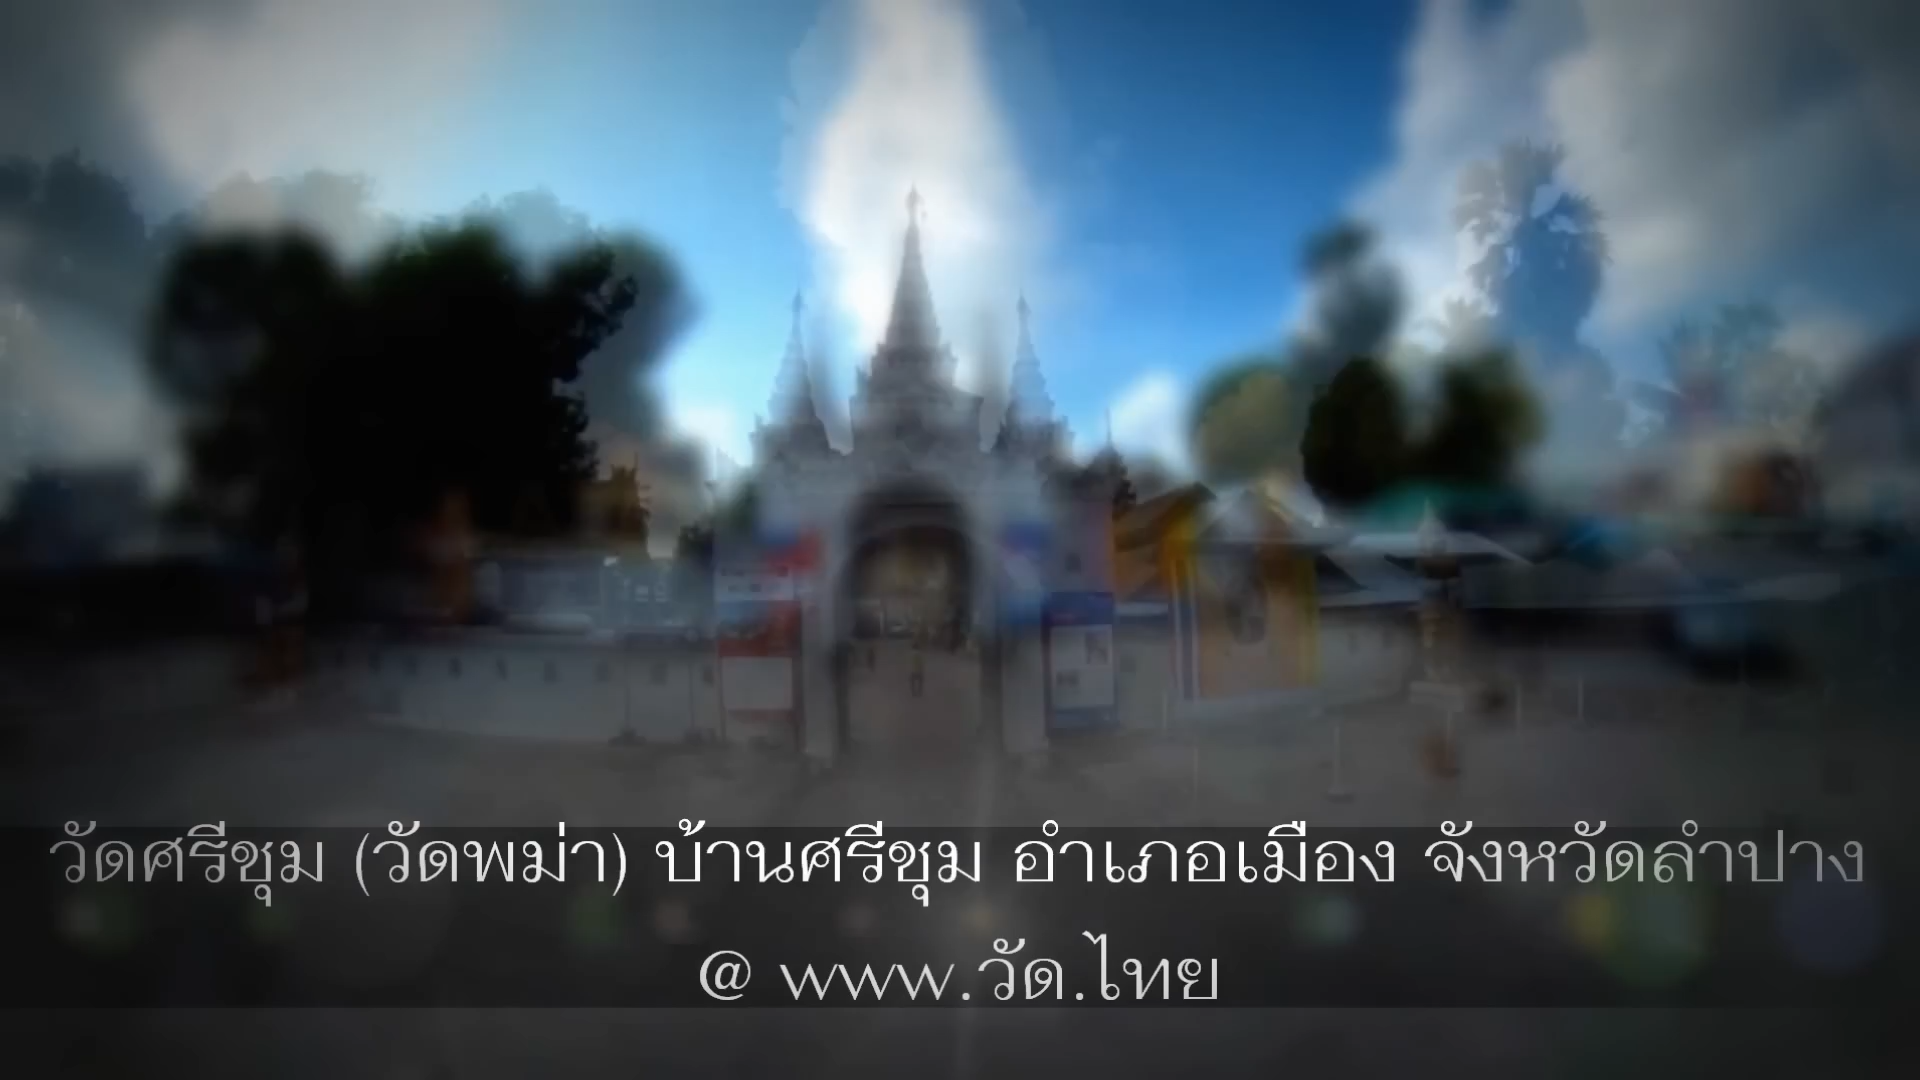 วัดศรีชุม (วัดพม่า) บ้านศรีชุม อำเภอเมือง จังหวัดลำปาง
@ www.วัด.ไทย